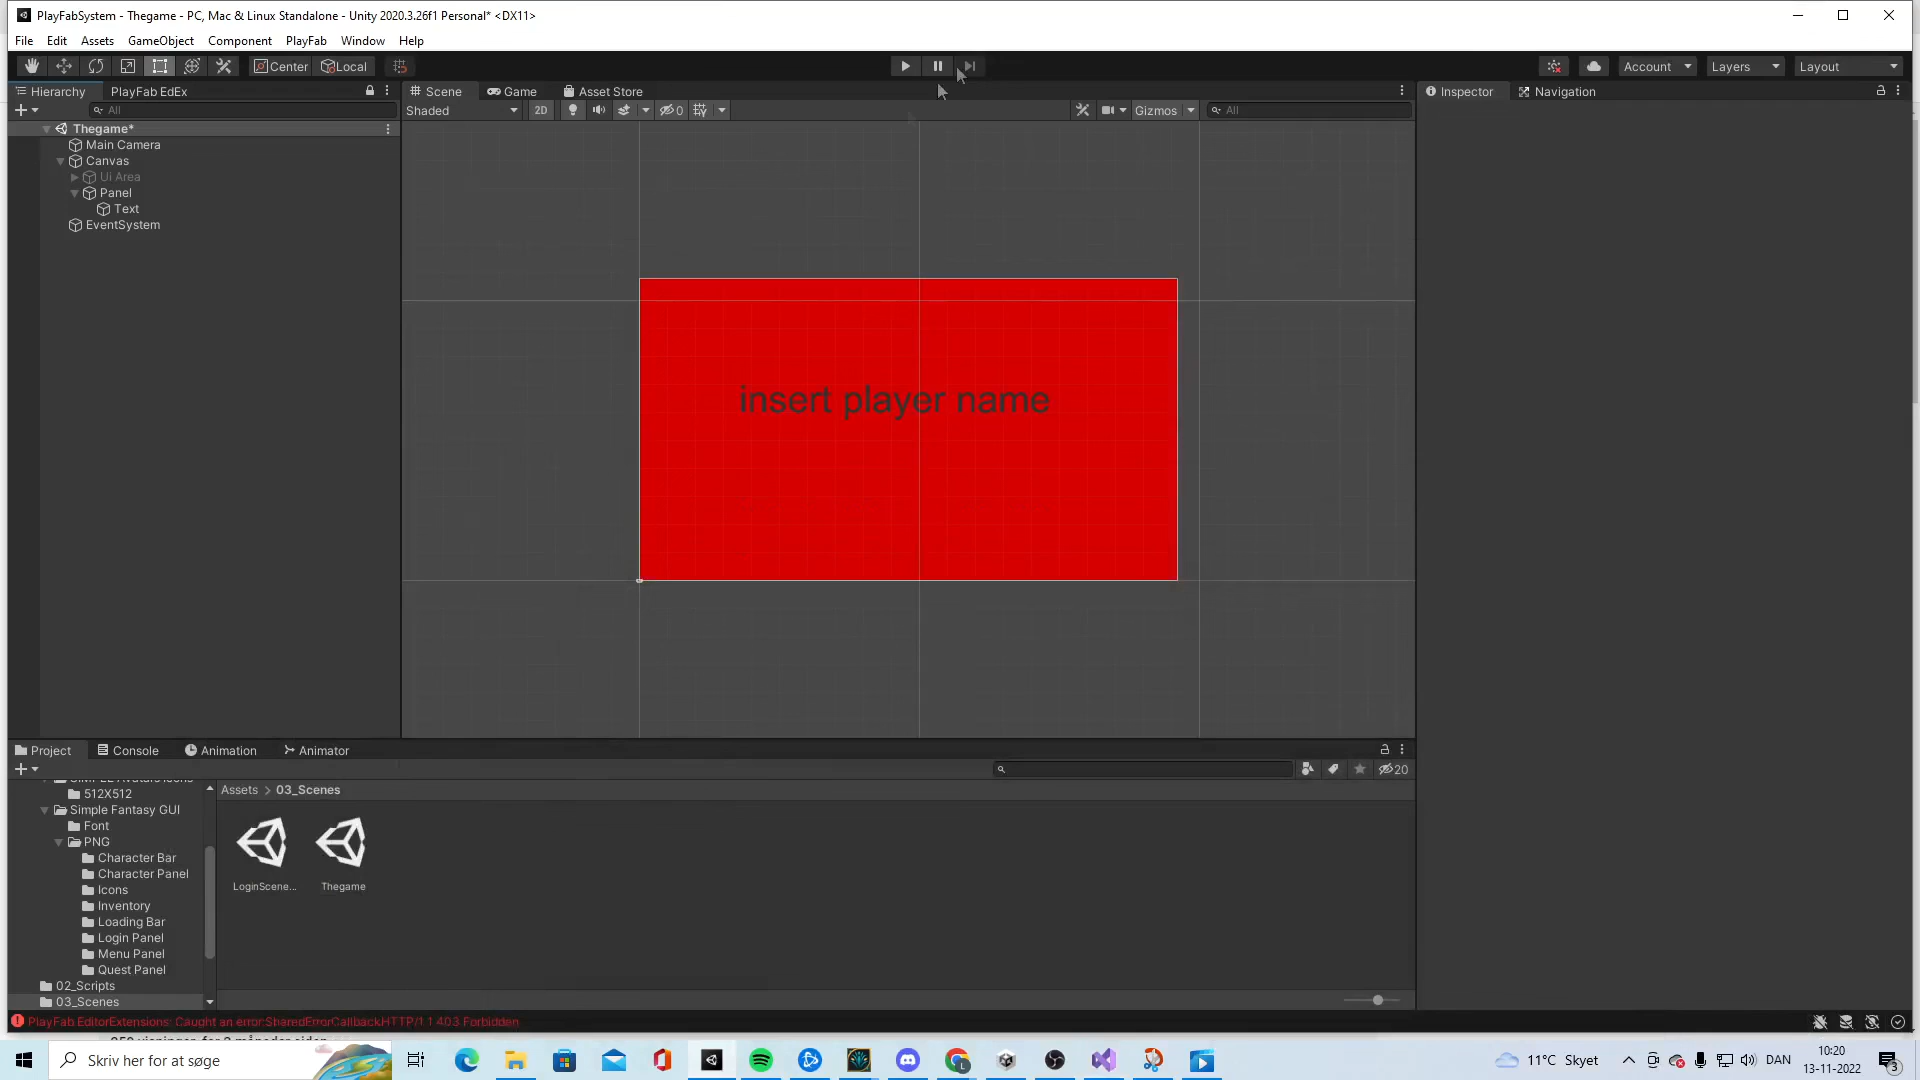 PlayFabSystem - Thegame - PC, Mac & Linux Standalone - Unity 2020.3.26f1 Personal* <DX11>
File Edit Assets GameObject Component PlayFab Window Help
Center Local Account Layers Layout
Hierarchy PlayFab EdEx Scene Game Asset Store Inspector Navigation
All Shaded 2D 0 Gizmos All
Thegame*
Main Camera
Canvas
Ui Area
Panel
Text
EventSystem
insert player name
Project Console Animation Animator
20
512X512
Simple Fantasy GUI
Font
PNG
Character Bar
Character Panel
Icons
Inventory
Loading Bar
Login Panel
Menu Panel
Quest Panel
02_Scripts
03_Scenes
Assets > 03_Scenes
LoginScene... Thegame
PlayFab EditorExtensions: Caught an error:SharedErrorCallbackHTTP/1.1 403 Forbidden
Skriv her for at søge
11°C Skyet DAN 10:20
13-11-2022 3